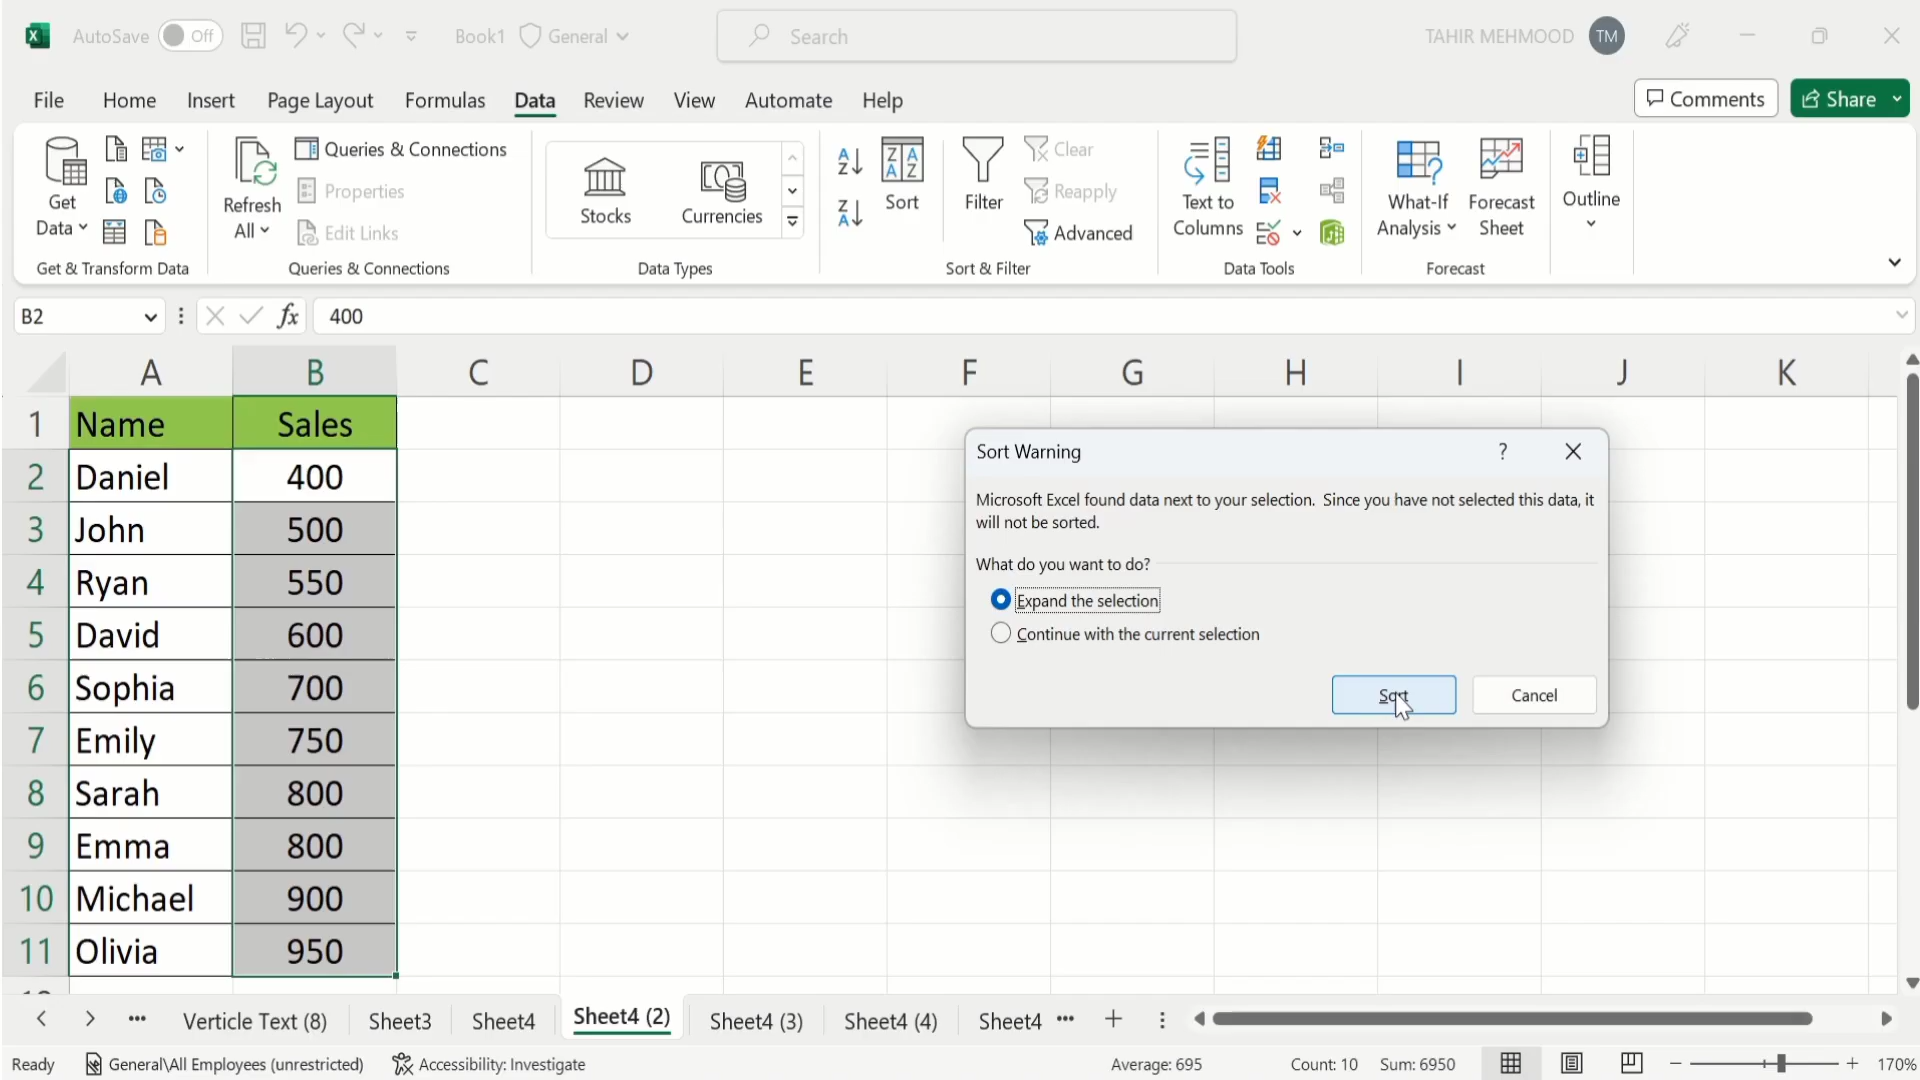 AutoSave Off Book1 General Search TAHIR MEHMOOD TM
File Home Insert Page Layout Formulas Data Review View Automate Help Comments Share
Get Data
Refresh All
Queries & Connections
Properties
Edit Links
Stocks
Currencies
Sort
Filter
Clear
Reapply
Advanced
Text to Columns
What-If Analysis
Forecast Sheet
Outline
Get & Transform Data Queries & Connections Data Types Sort & Filter Data Tools Forecast
B2 fx 400
A B C D E F G H I J K
1 Name Sales
2 Daniel 400
3 John 500
4 Ryan 550
5 David 600
6 Sophia 700
7 Emily 750
8 Sarah 800
9 Emma 800
10 Michael 900
11 Olivia 950
Sort Warning ?
Microsoft Excel found data next to your selection. Since you have not selected this data, it
will not be sorted.
What do you want to do?
Expand the selection
Continue with the current selection
Sort Cancel
Verticle Text (8) Sheet3 Sheet4 Sheet4 (2) Sheet4 (3) Sheet4 (4) Sheet4
Ready General\All Employees (unrestricted) Accessibility: Investigate Average: 695 Count: 10 Sum: 6950 170%